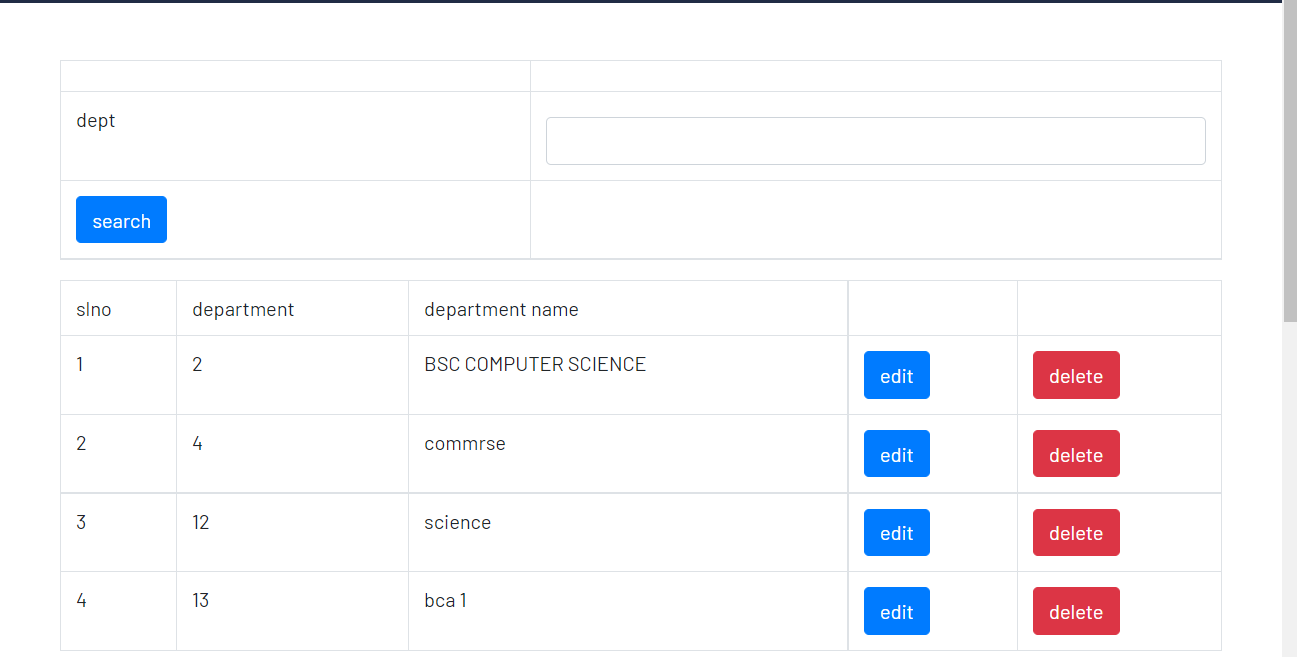 dept
search
slno department department name
1 2 BSC COMPUTER SCIENCE edit delete
2 4 commrse edit delete
3 12 science edit delete
4 13 bca 1 edit delete